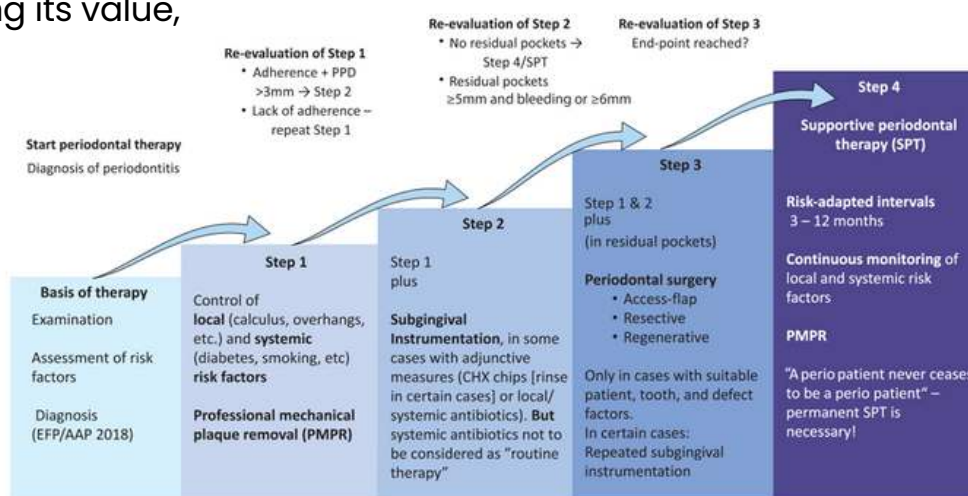 ng its value,
Start periodontal therapy
Diagnosis of periodontitis
Re-evaluation of Step 1
• Adherence + PPD
>3mm → Step 2
• Lack of adherence –
repeat Step 1
Re-evaluation of Step 2
• No residual pockets →
Step 4/SPT
• Residual pockets
≥5mm and bleeding or ≥6mm
Re-evaluation of Step 3
End-point reached?
Basis of therapy
Examination
Assessment of risk
factors
Diagnosis
(EFP/AAP 2018)
Step 1
Control of
local (calculus, overhangs,
etc.) and systemic
(diabetes, smoking, etc)
risk factors
Professional mechanical
plaque removal (PMPR)
Step 2
Step 1
plus
Subgingival
Instrumentation, in some
cases with adjunctive
measures (CHX chips [rinse
in certain cases] or local/
systemic antibiotics). But
systemic antibiotics not to
be considered as "routine
therapy"
Step 3
Step 1 & 2
plus
(in residual pockets)
Periodontal surgery
• Access-flap
• Resective
• Regenerative
Only in cases with suitable
patient, tooth, and defect
factors.
In certain cases:
Repeated subgingival
instrumentation
Step 4
Supportive periodontal
therapy (SPT)
Risk-adapted intervals
3 – 12 months
Continuous monitoring of
local and systemic risk
factors
PMPR
"A perio patient never ceases
to be a perio patient" –
permanent SPT is
necessary!